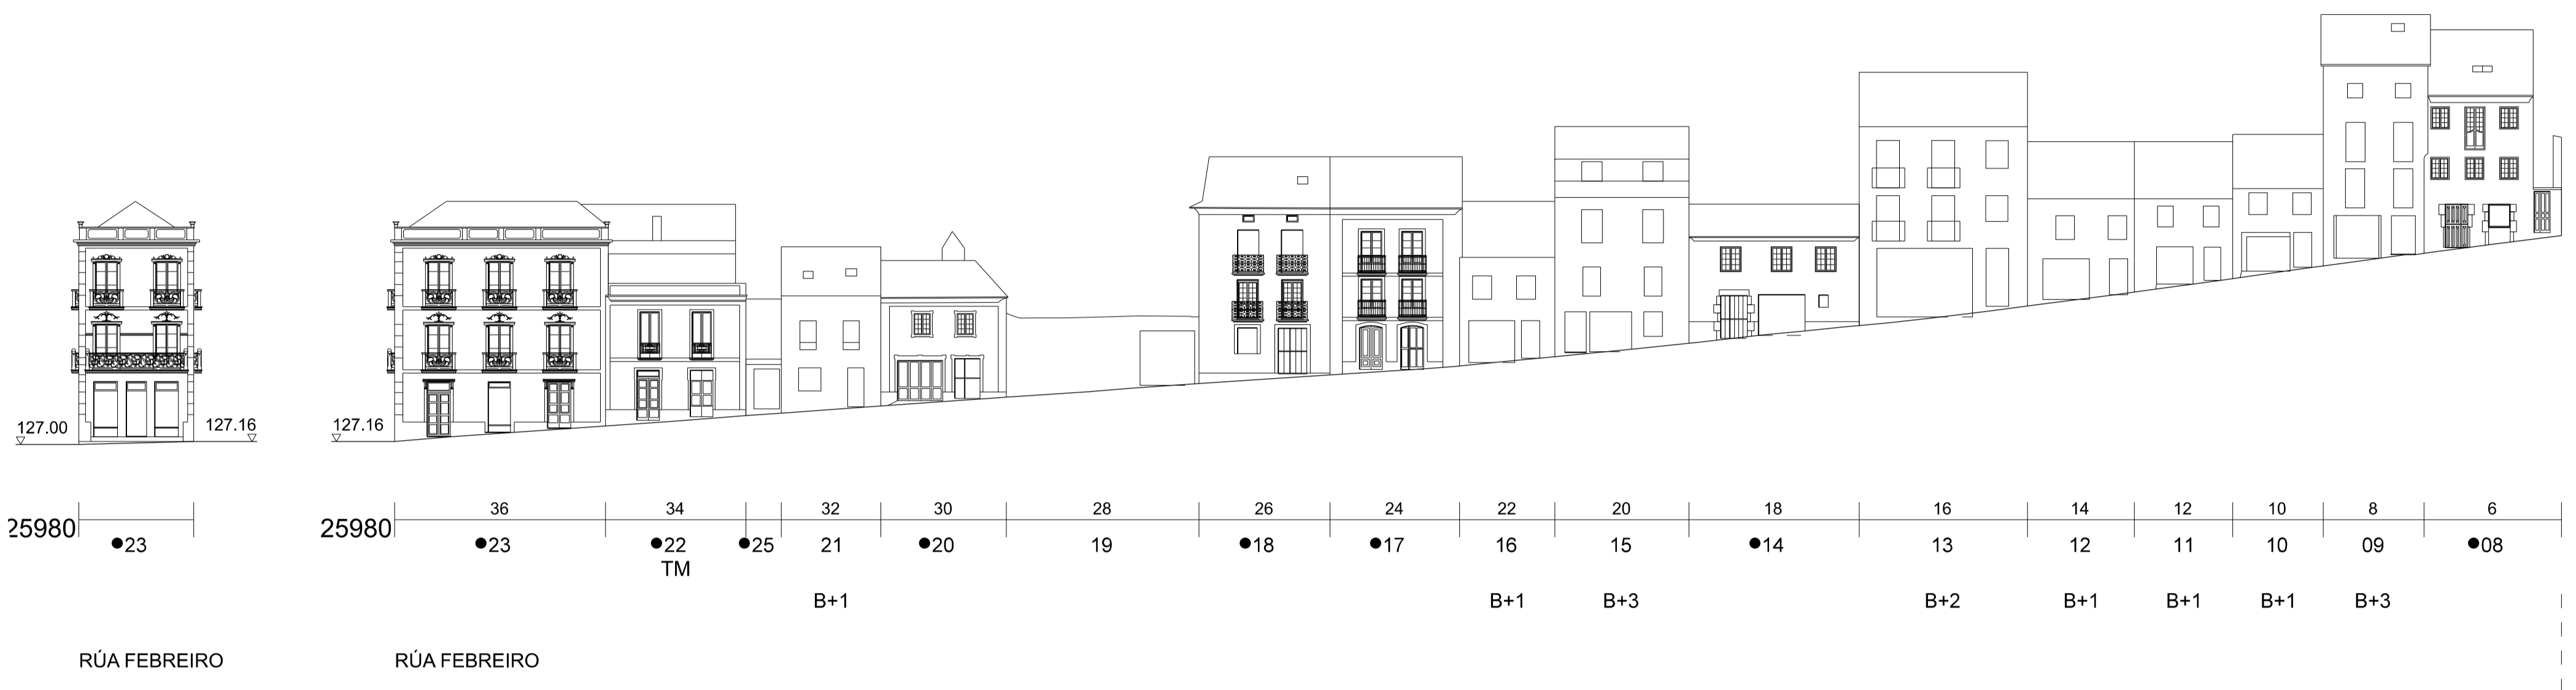 127.00 127.16 127.16
36 34 32 30 28 26 24 22 20 18 16 14 12 10 8 6
25980 25980
●23 ●23 ●22 ●25 21 ●20 19 ●18 ●17 16 15 ●14 13 12 11 10 09 ●08
TM
B+1 B+1 B+3 B+2 B+1 B+1 B+1 B+3
RÚA FEBREIRO RÚA FEBREIRO